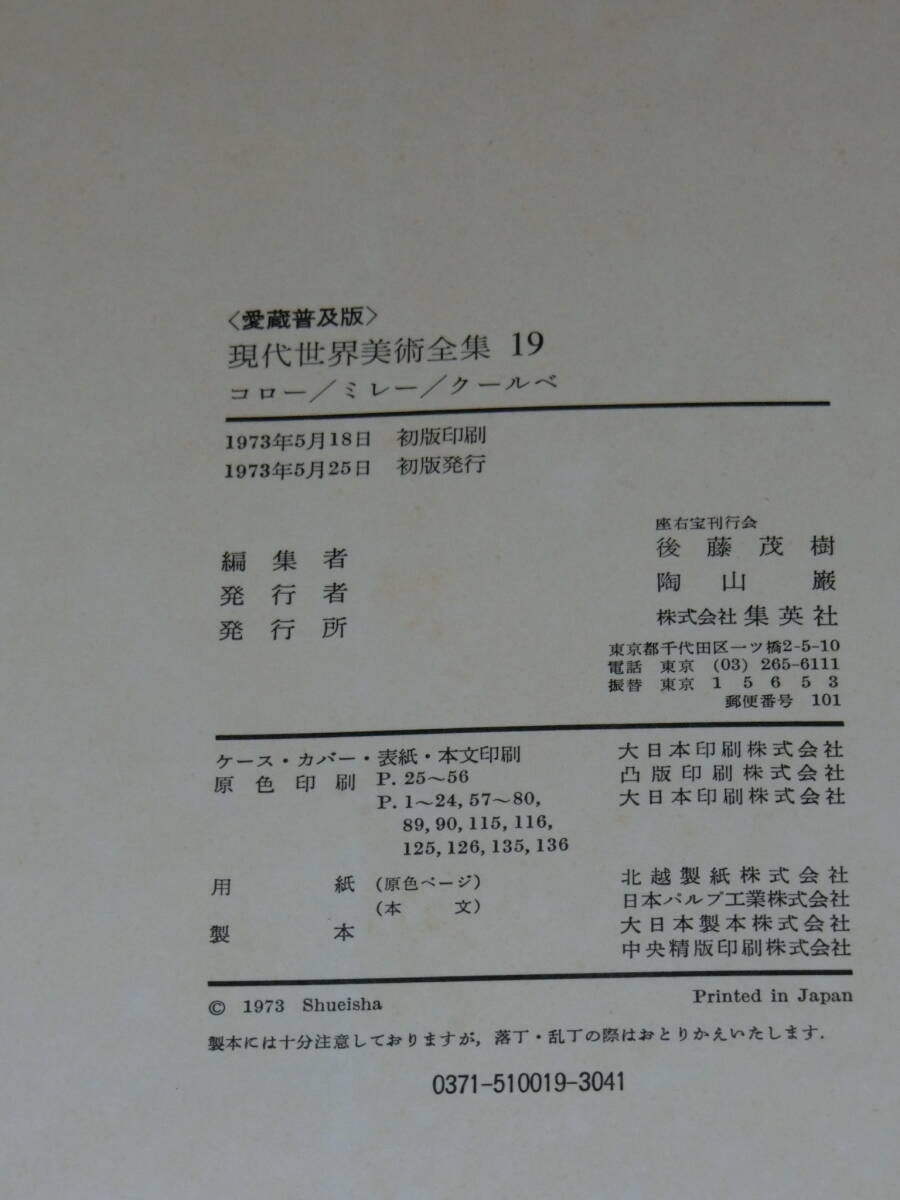 〈愛蔵普及版〉
現代世界美術全集 19
コロー/ミレー/クールベ
1973年5月18日 初版印刷
1973年5月25日 初版発行
座右宝刊行会
編集者 後藤茂樹
発行者 陶山巌
発行所 株式会社 集英社
東京都千代田区一ツ橋2-5-10
電話 東京 (03) 265-6111
振替 東京 15653
郵便番号 101
ケース・カバー・表紙・本文印刷 大日本印刷株式会社
原色印刷 P. 25〜56 凸版印刷株式会社
P. 1〜24, 57〜80, 大日本印刷株式会社
89, 90, 115, 116,
125, 126, 135, 136
用紙 (原色ページ) 北越製紙株式会社
(本文) 日本パルプ工業株式会社
製本 大日本製本株式会社
中央精版印刷株式会社
© 1973 Shueisha Printed in Japan
製本には十分注意しておりますが, 落丁・乱丁の際はおとりかえいたします.
0371-510019-3041